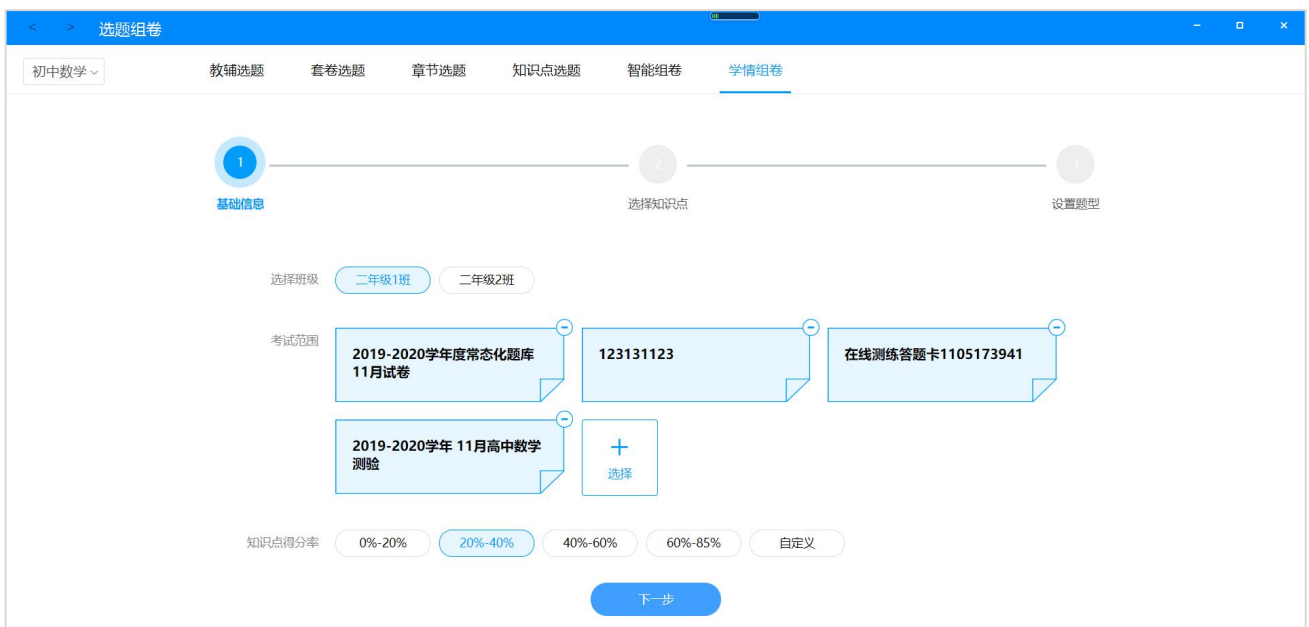 < > 选题组卷
初中数学 教辅选题 套卷选题 章节选题 知识点选题 智能组卷 学情组卷
1 2 3
基础信息 选择知识点 设置题型
选择班级 二年级1班 二年级2班
考试范围
2019-2020学年度常态化题库
11月试卷
123131123
在线测练答题卡1105173941
2019-2020学年 11月高中数学
测验
选择
知识点得分率 0%-20% 20%-40% 40%-60% 60%-85% 自定义
下一步